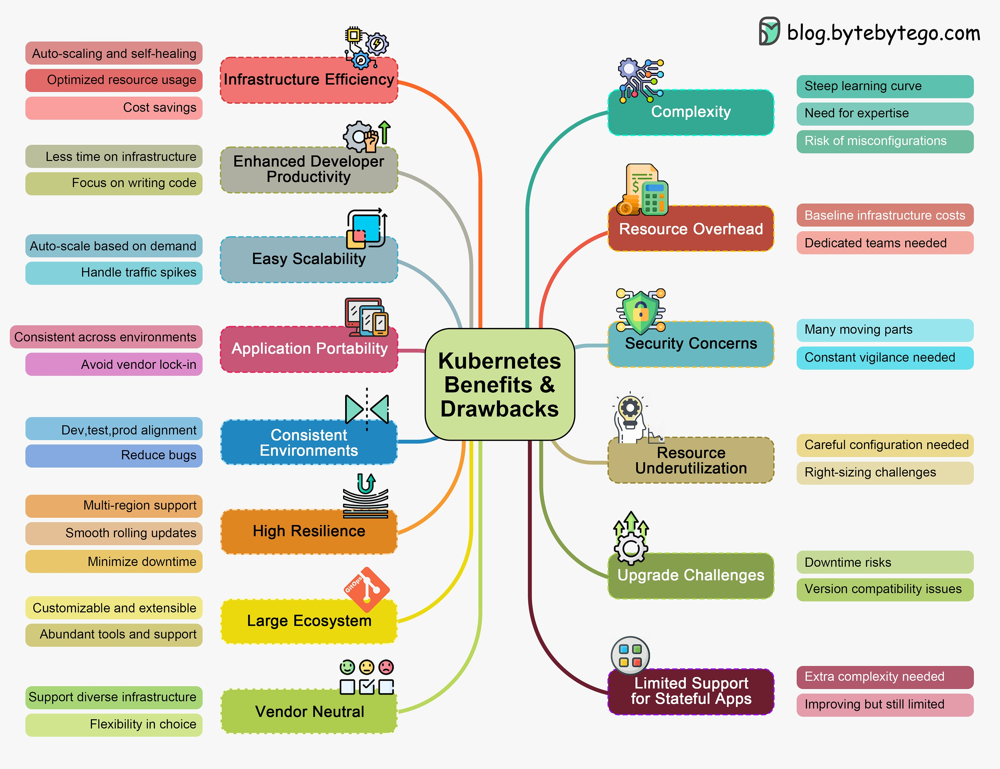 blog.bytebytego.com
Kubernetes
Benefits &
Drawbacks
Infrastructure Efficiency
Auto-scaling and self-healing
Optimized resource usage
Cost savings
Enhanced Developer
Productivity
Less time on infrastructure
Focus on writing code
Easy Scalability
Auto-scale based on demand
Handle traffic spikes
Application Portability
Consistent across environments
Avoid vendor lock-in
Consistent
Environments
Dev,test,prod alignment
Reduce bugs
High Resilience
Multi-region support
Smooth rolling updates
Minimize downtime
GitOps
Large Ecosystem
Customizable and extensible
Abundant tools and support
Vendor Neutral
Support diverse infrastructure
Flexibility in choice
Complexity
Steep learning curve
Need for expertise
Risk of misconfigurations
$
$
Resource Overhead
Baseline infrastructure costs
Dedicated teams needed
Security Concerns
Many moving parts
Constant vigilance needed
Resource
Underutilization
Careful configuration needed
Right-sizing challenges
Upgrade Challenges
Downtime risks
Version compatibility issues
Limited Support
for Stateful Apps
Extra complexity needed
Improving but still limited